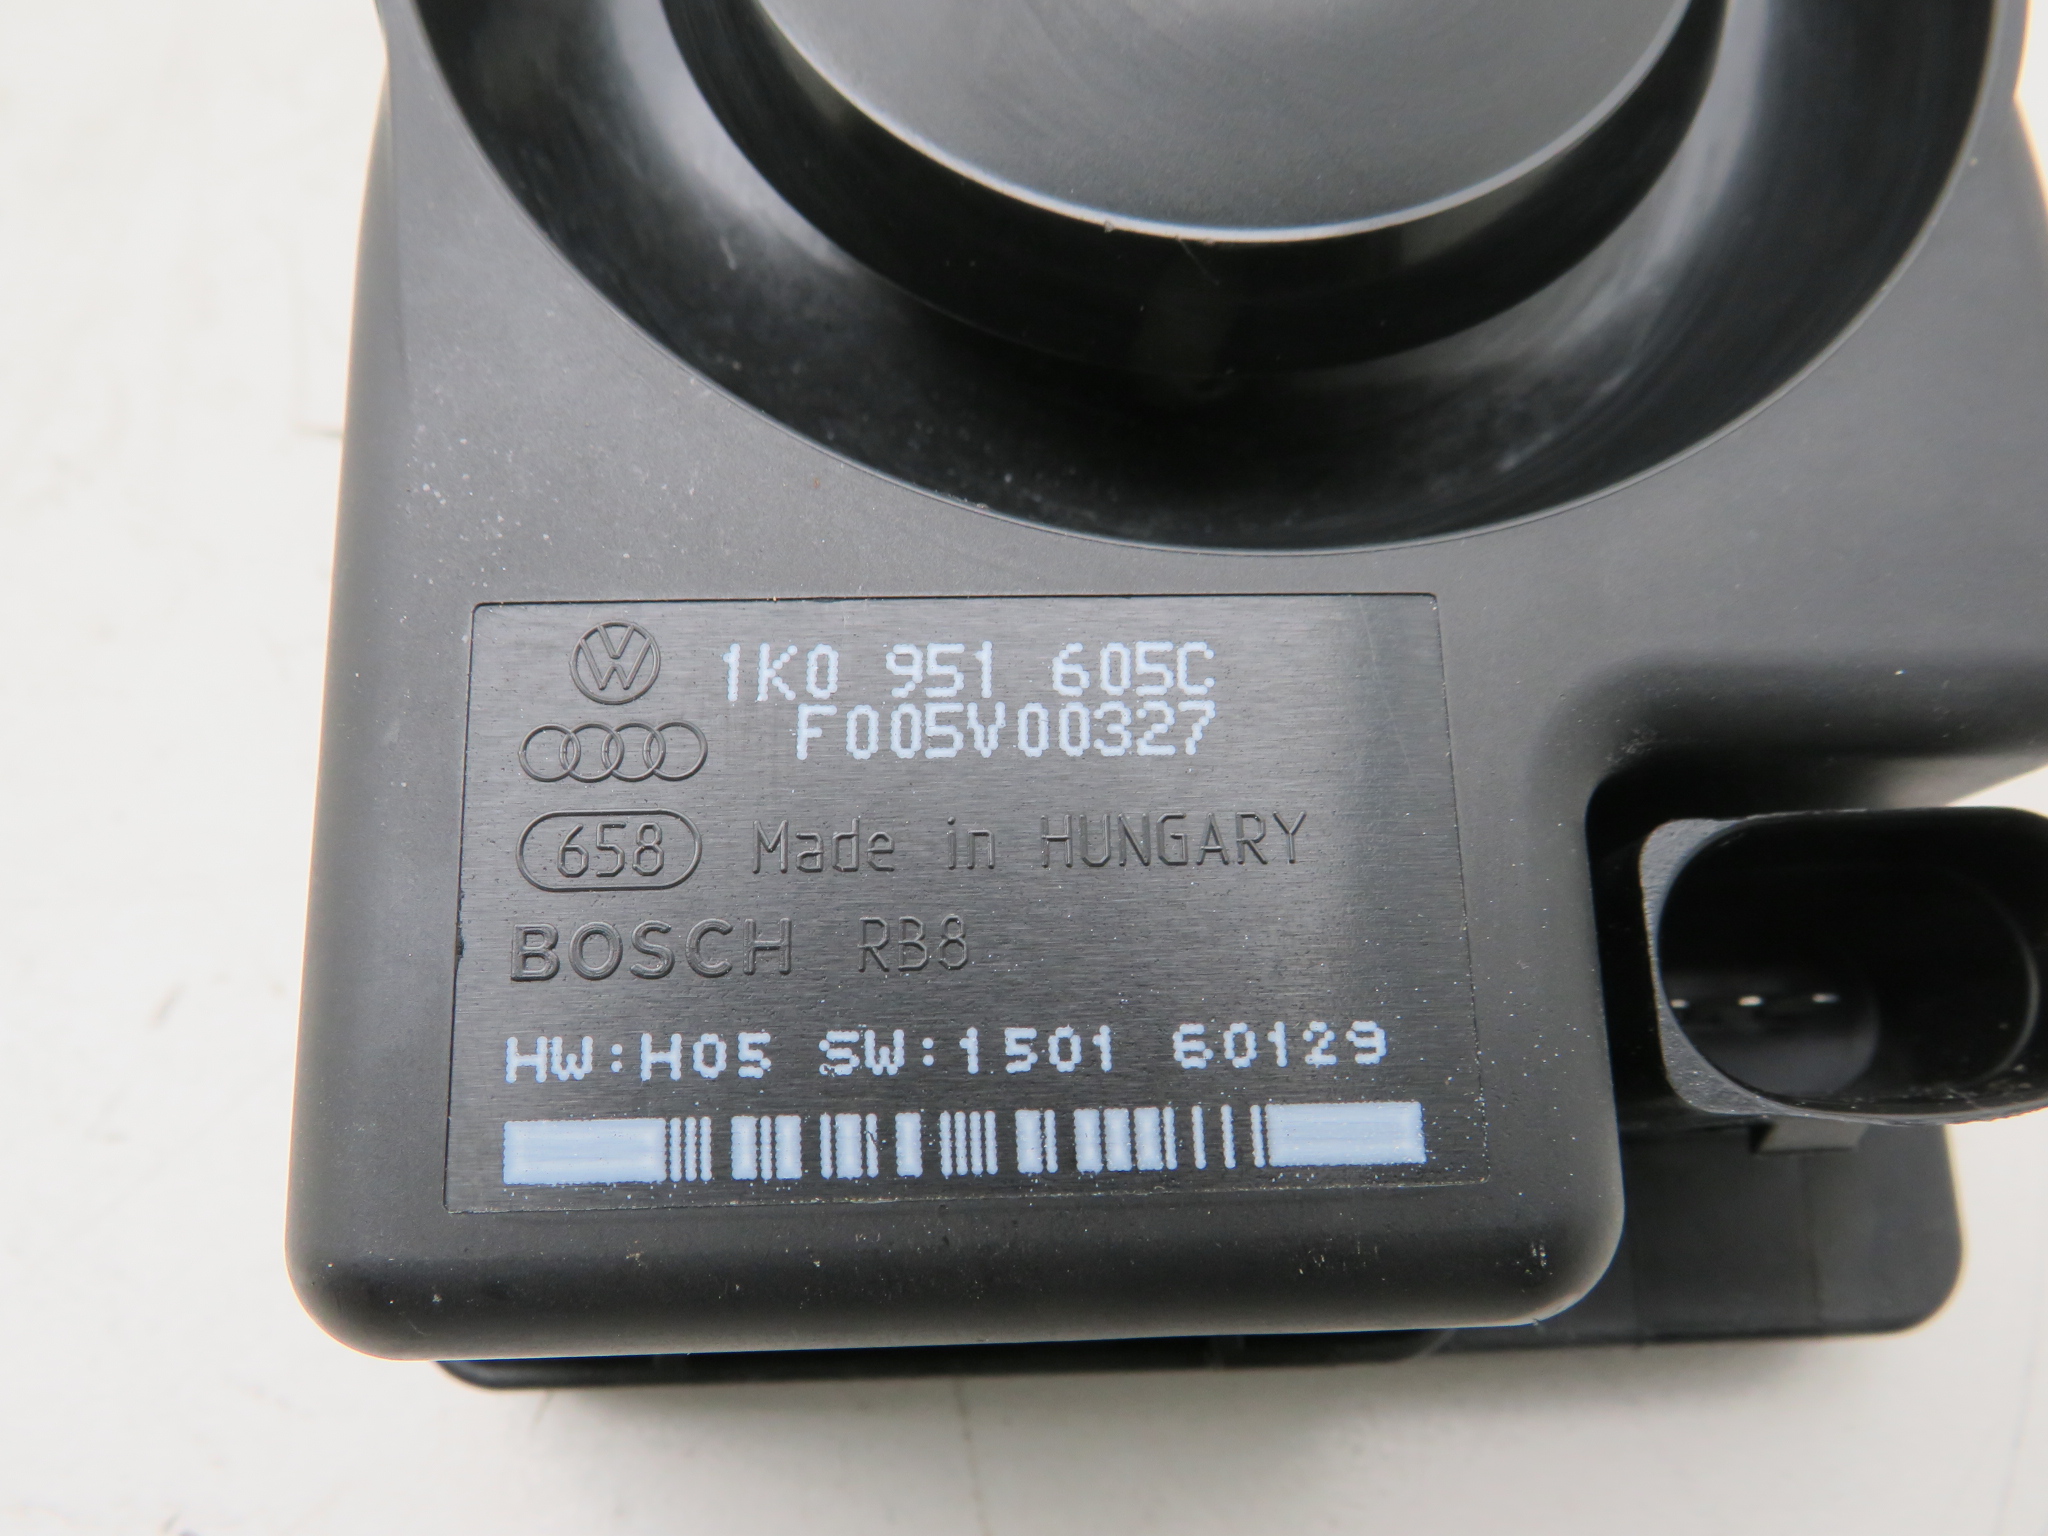 1K0 951 605C
F005V00327
658 Made in HUNGARY
BOSCH RB8
HW:H05 SW:1501 60129